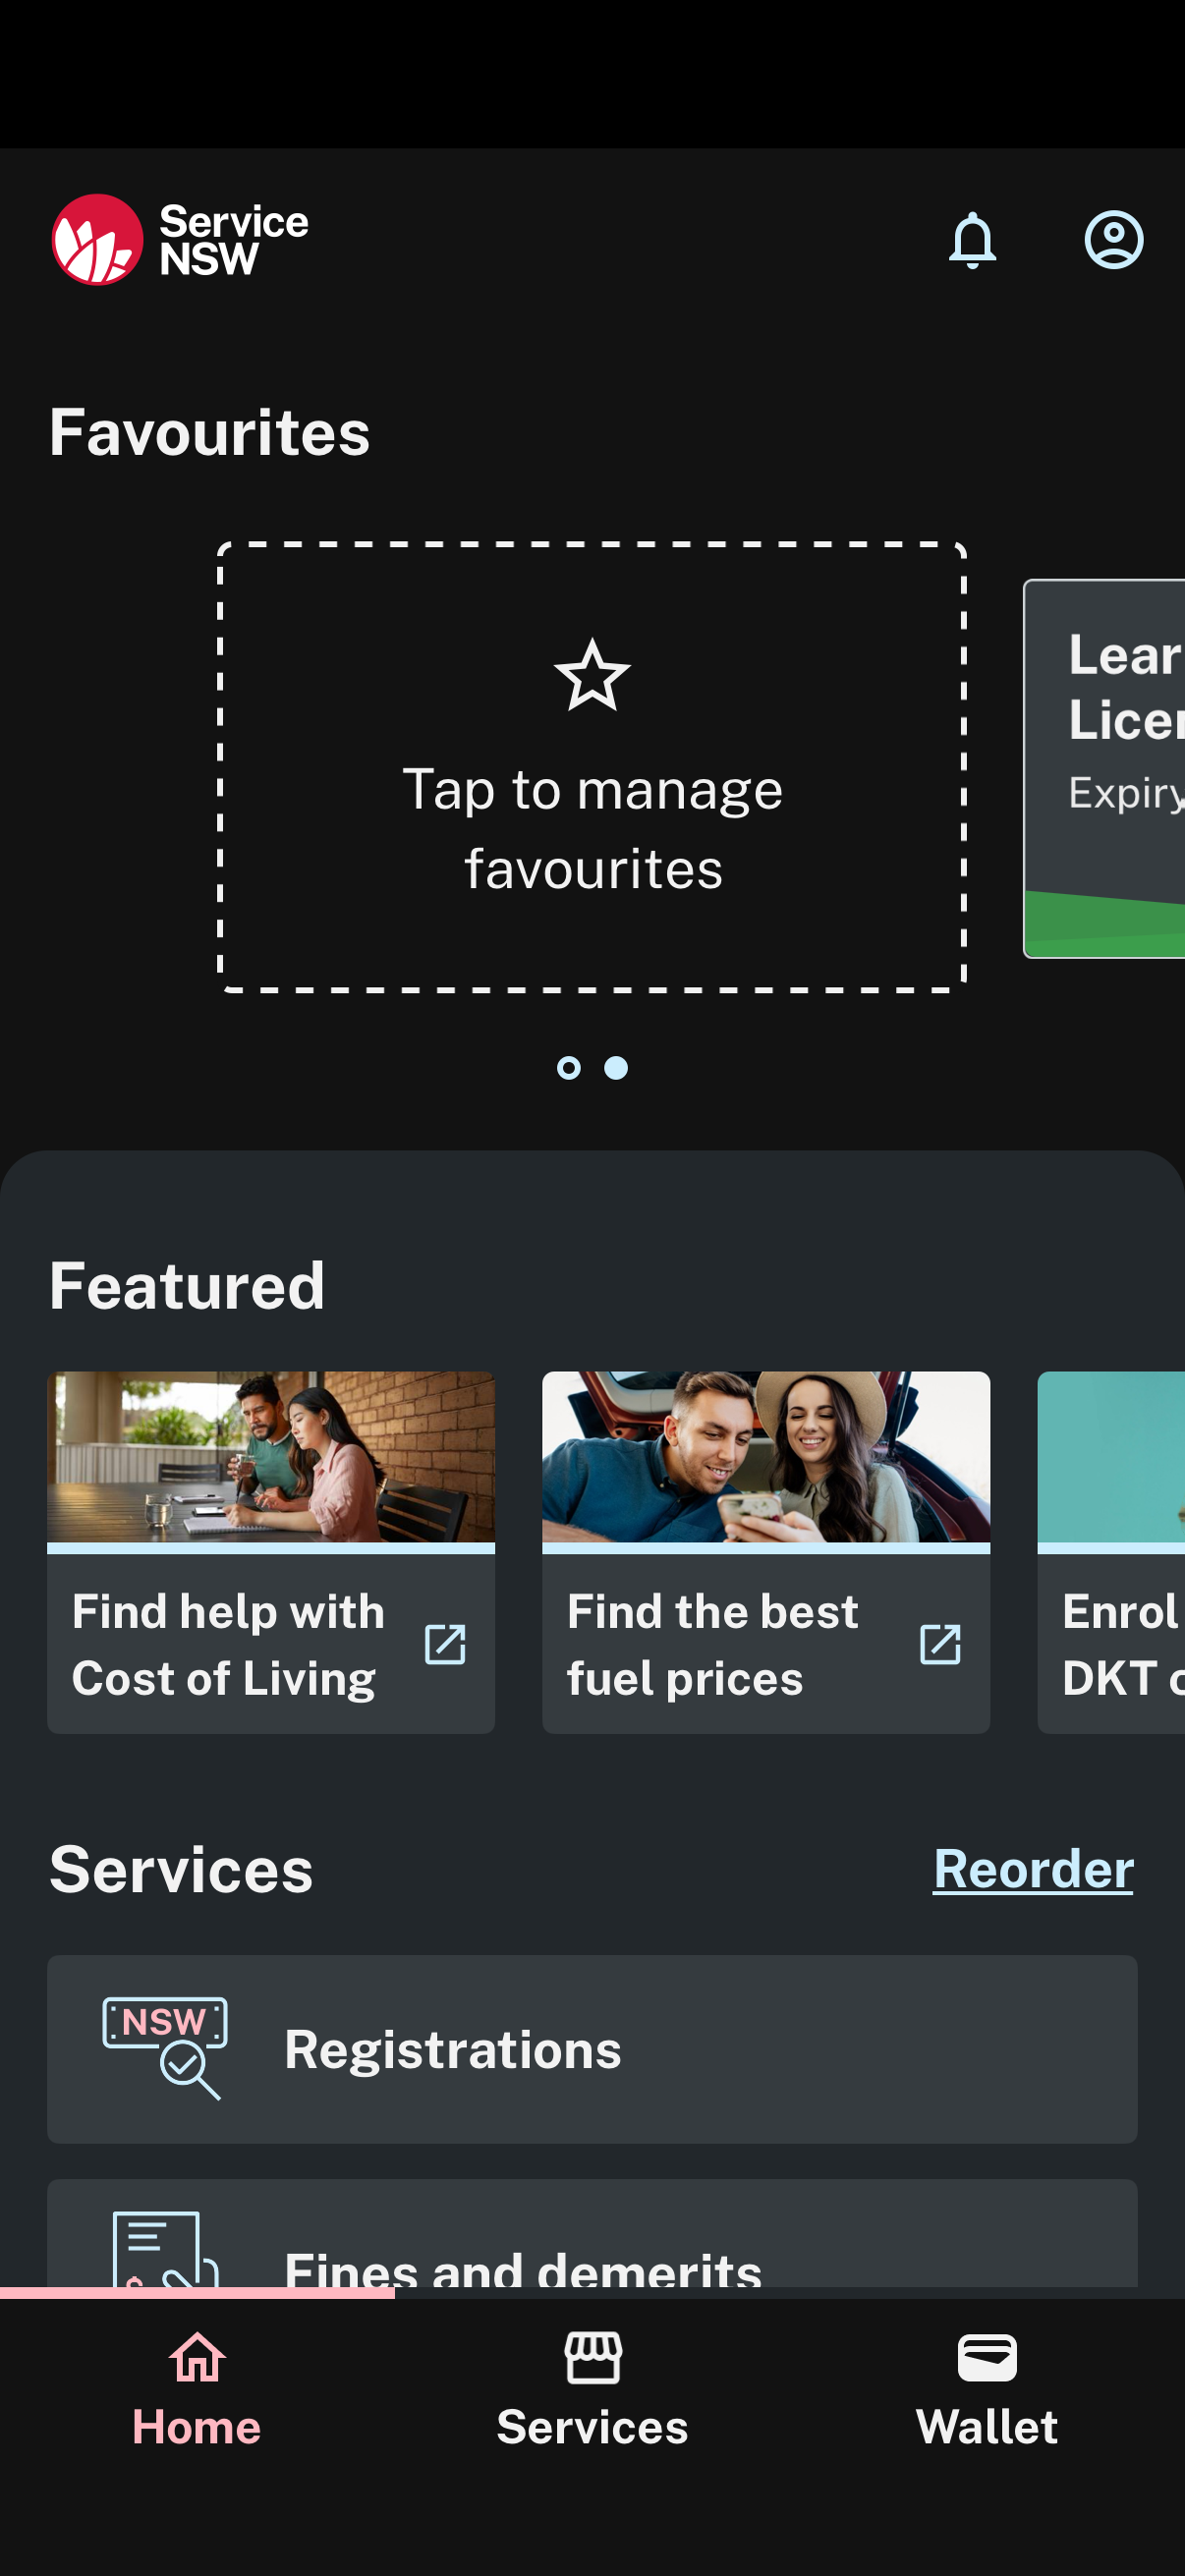 Service
NSW
Favourites
Tap to manage
favourites
Lear
Licen
Expiry
Featured
Find help with
Cost of Living
Find the best
fuel prices
Enrol
DKT
Services
Reorder
NSW
Registrations
Fines and demerits
Home
Services
Wallet